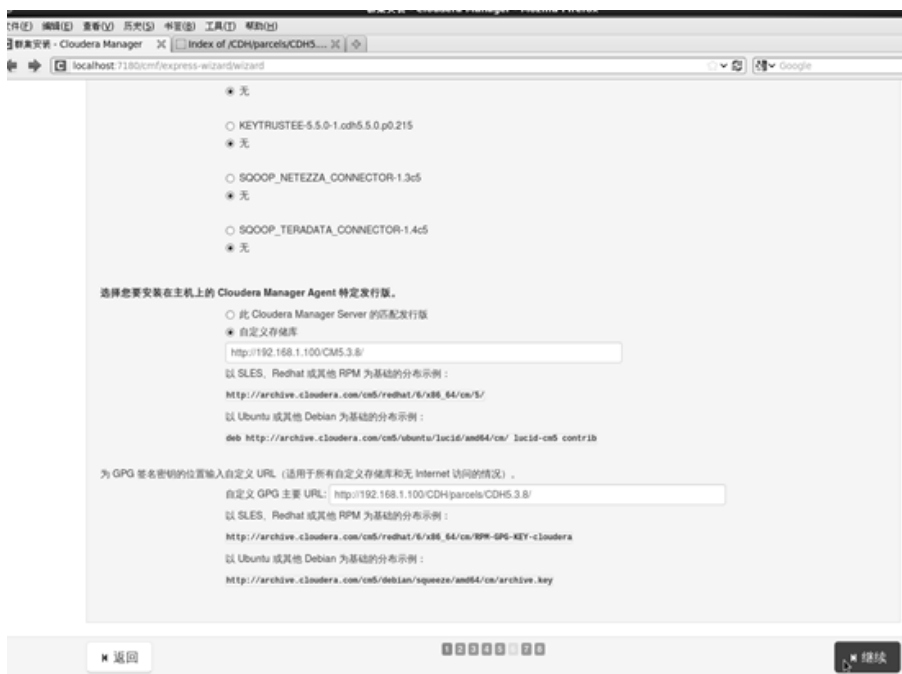 文件(F) 编辑(E) 查看(V) 历史(S) 书签(B) 工具(T) 帮助(H)
群集安装 - Cloudera Manager Index of /CDH/parcels/CDH5....
localhost:7180/cmf/express-wizard/wizard Google
无
KEYTRUSTEE-5.5.0-1.cdh5.5.0.p0.215
无
SQOOP_NETEZZA_CONNECTOR-1.3c5
无
SQOOP_TERADATA_CONNECTOR-1.4c5
无
选择您要安装在主机上的 Cloudera Manager Agent 特定发行版。
此 Cloudera Manager Server 的匹配发行版
自定义存储库
http://192.168.1.100/CM5.3.8/
以 SLES、Redhat 或其他 RPM 为基础的分布示例：
http://archive.cloudera.com/cm5/redhat/6/x86_64/cm/5/
以 Ubuntu 或其他 Debian 为基础的分布示例：
deb http://archive.cloudera.com/cm5/ubuntu/lucid/amd64/cm/ lucid-cm5 contrib
为 GPG 签名密钥的位置输入自定义 URL（适用于所有自定义存储库和无 Internet 访问的情况）.
自定义 GPG 主要 URL: http://192.168.1.100/CDH/parcels/CDH5.3.8/
以 SLES、Redhat 或其他 RPM 为基础的分布示例：
http://archive.cloudera.com/cm5/redhat/6/x86_64/cm/RPM-GPG-KEY-cloudera
以 Ubuntu 或其他 Debian 为基础的分布示例：
http://archive.cloudera.com/cm5/debian/squeeze/amd64/cm/archive.key
返回 1 2 3 4 5 7 8 继续